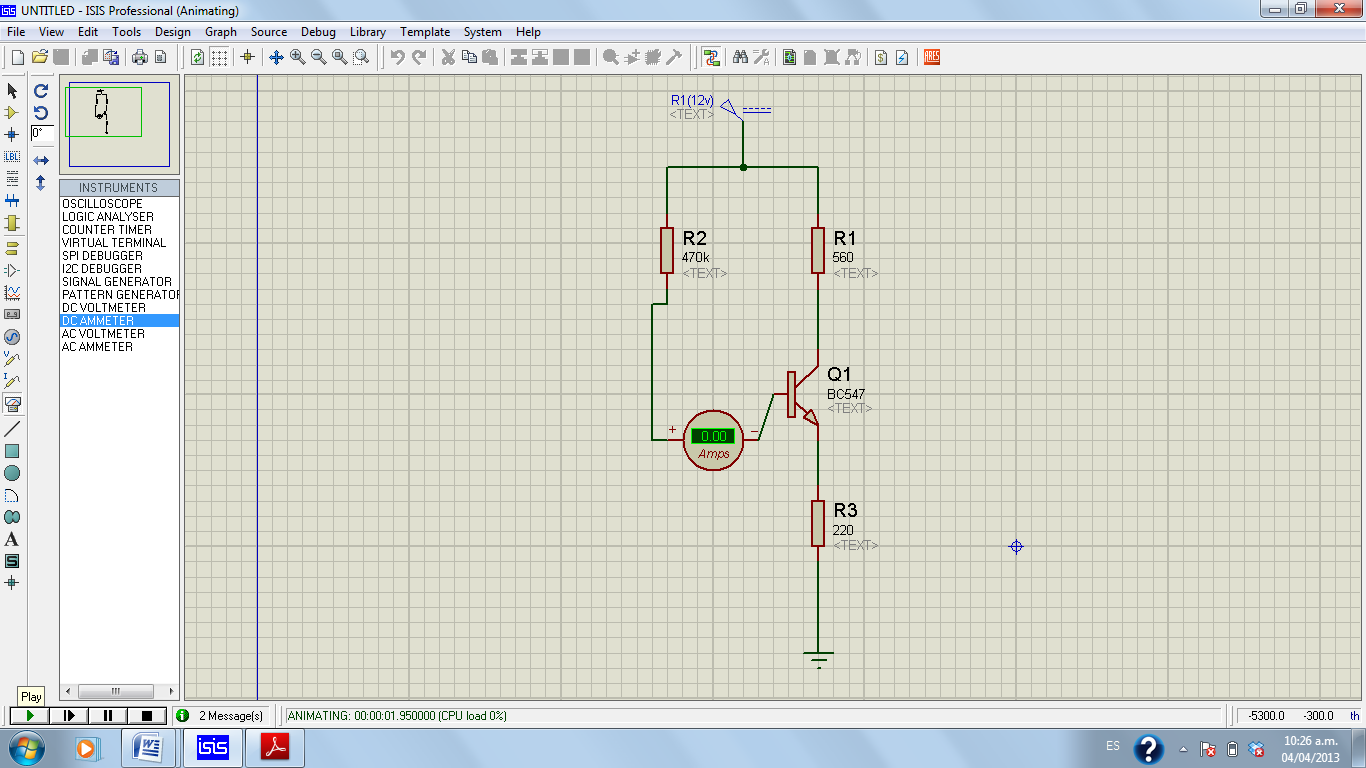 UNTITLED - ISIS Professional (Animating)
File View Edit Tools Design Graph Source Debug Library Template System Help
0°
LBL
INSTRUMENTS
OSCILLOSCOPE
LOGIC ANALYSER
COUNTER TIMER
VIRTUAL TERMINAL
SPI DEBUGGER
I2C DEBUGGER
SIGNAL GENERATOR
PATTERN GENERATOR
DC VOLTMETER
DC AMMETER
AC VOLTMETER
AC AMMETER
R1(12v)
<TEXT>
R2
470k
<TEXT>
R1
560
<TEXT>
Q1
BC547
<TEXT>
+
0.00
−
Amps
R3
220
<TEXT>
Play
2 Message(s)
ANIMATING: 00:00:01.950000 (CPU load 0%)
-5300.0 -300.0 th
isis
ES
10:26 a.m.
04/04/2013